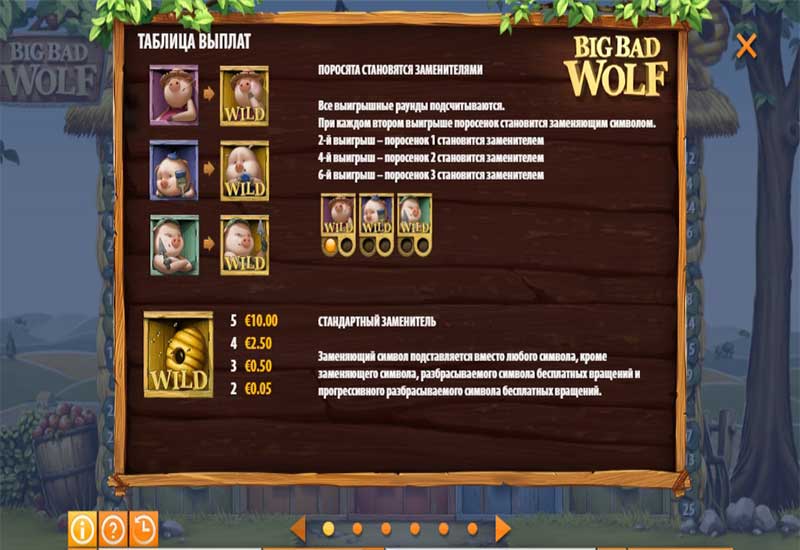 BIG BAD
WOLF
ТАБЛИЦА ВЫПЛАТ
BIG BAD
WOLF
WILD
WILD
WILD
ПОРОСЯТА СТАНОВЯТСЯ ЗАМЕНИТЕЛЯМИ
Все выигрышные раунды подсчитываются.
При каждом втором выигрыше поросенок становится заменяющим символом.
2-й выигрыш – поросенок 1 становится заменителем
4-й выигрыш – поросенок 2 становится заменителем
6-й выигрыш – поросенок 3 становится заменителем
WILD WILD WILD
WILD
5 €10.00
4 €2.50
3 €0.50
2 €0.05
СТАНДАРТНЫЙ ЗАМЕНИТЕЛЬ
Заменяющий символ подставляется вместо любого символа, кроме
заменяющего символа, разбрасываемого символа бесплатных вращений и
прогрессивного разбрасываемого символа бесплатных вращений.
25